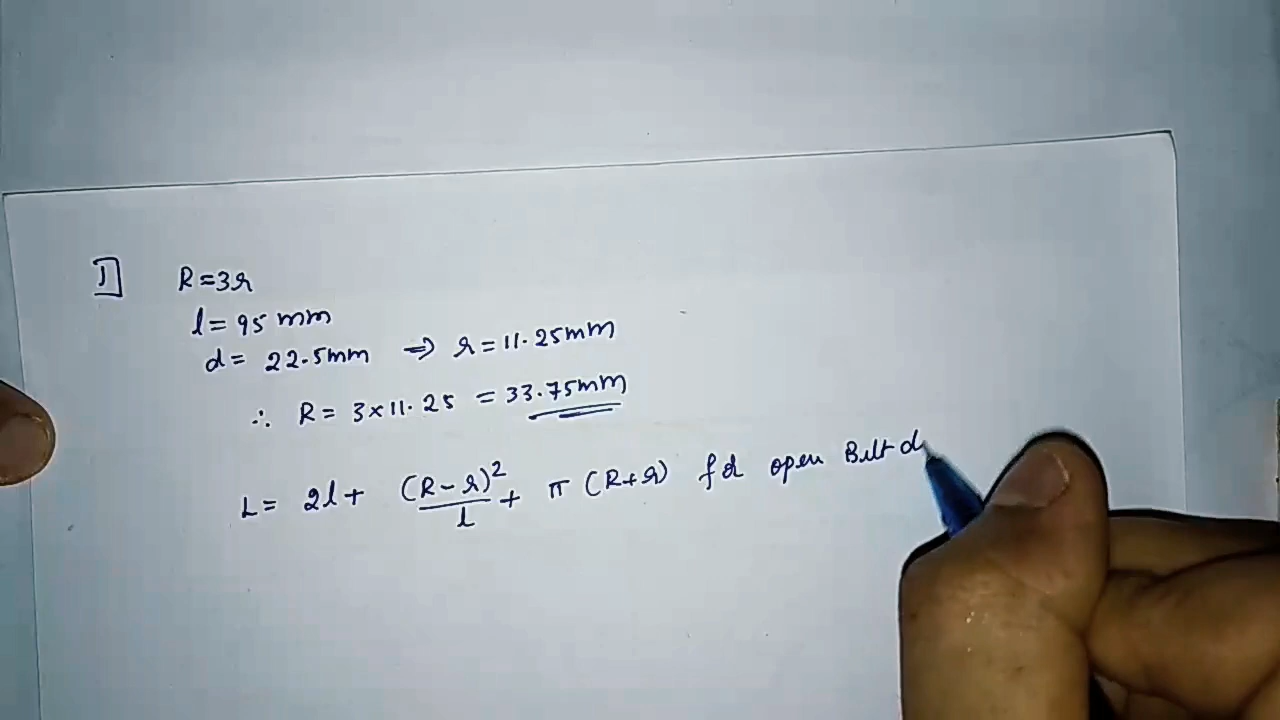 1] R=3r
l= 95 mm
d= 22.5mm ⇒ r=11.25mm
∴ R= 3×11.25 = 33.75mm
L= 2l+ (R-r)²/l + π (R+r) for open Belt d